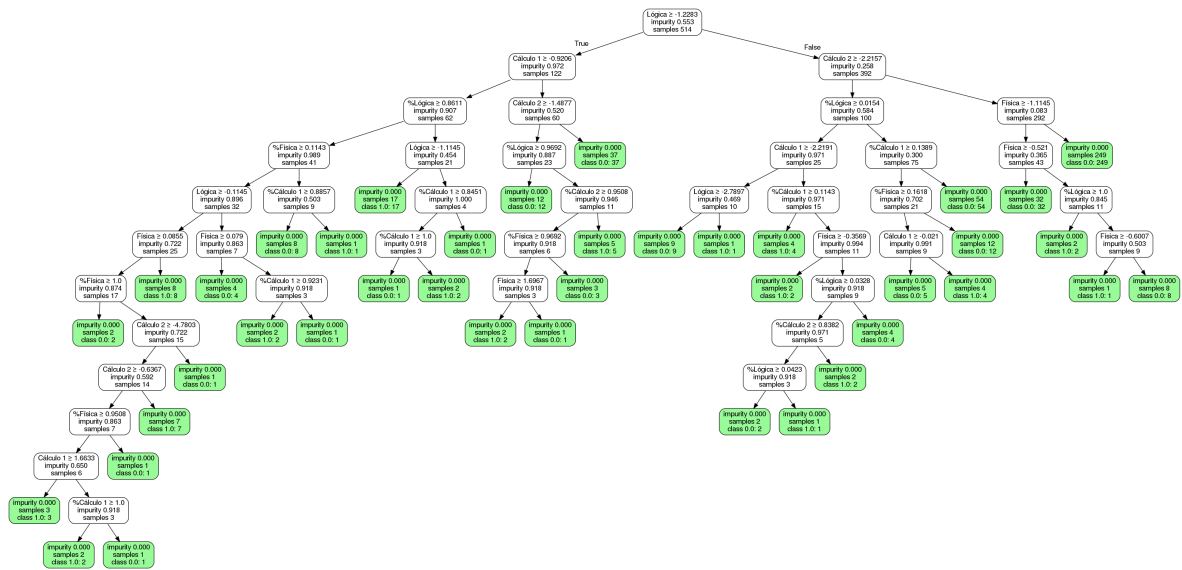 Lógica ≥ -1.2283
impurity 0.553
samples 514
True
False
Cálculo 1 ≥ -0.9206
impurity 0.972
samples 122
Cálculo 2 ≥ -2.2157
impurity 0.258
samples 392
%Lógica ≥ 0.8611
impurity 0.907
samples 62
Cálculo 2 ≥ -1.4877
impurity 0.520
samples 60
%Lógica ≥ 0.0154
impurity 0.584
samples 100
Física ≥ -1.1145
impurity 0.083
samples 292
%Física ≥ 0.1143
impurity 0.989
samples 41
Lógica ≥ -1.1145
impurity 0.454
samples 21
%Lógica ≥ 0.9692
impurity 0.887
samples 23
impurity 0.000
samples 37
class 0.0: 37
Cálculo 1 ≥ -2.2191
impurity 0.971
samples 25
%Cálculo 1 ≥ 0.1389
impurity 0.300
samples 75
Física ≥ -0.521
impurity 0.365
samples 43
impurity 0.000
samples 249
class 0.0: 249
Lógica ≥ -0.1145
impurity 0.896
samples 32
%Cálculo 1 ≥ 0.8857
impurity 0.503
samples 9
impurity 0.000
samples 17
class 1.0: 17
%Cálculo 1 ≥ 0.8451
impurity 1.000
samples 4
impurity 0.000
samples 12
class 0.0: 12
%Cálculo 2 ≥ 0.9508
impurity 0.946
samples 11
Lógica ≥ -2.7897
impurity 0.469
samples 10
%Cálculo 1 ≥ 0.1143
impurity 0.971
samples 15
%Física ≥ 0.1618
impurity 0.702
samples 21
impurity 0.000
samples 54
class 0.0: 54
impurity 0.000
samples 32
class 0.0: 32
%Lógica ≥ 1.0
impurity 0.845
samples 11
Física ≥ 0.0855
impurity 0.722
samples 25
Física ≥ 0.079
impurity 0.863
samples 7
impurity 0.000
samples 8
class 0.0: 8
impurity 0.000
samples 1
class 1.0: 1
%Cálculo 1 ≥ 1.0
impurity 0.918
samples 3
impurity 0.000
samples 1
class 0.0: 1
%Física ≥ 0.9692
impurity 0.918
samples 6
impurity 0.000
samples 5
class 1.0: 5
impurity 0.000
samples 9
class 0.0: 9
impurity 0.000
samples 1
class 1.0: 1
impurity 0.000
samples 4
class 1.0: 4
Física ≥ -0.3569
impurity 0.994
samples 11
Cálculo 1 ≥ -0.021
impurity 0.991
samples 9
impurity 0.000
samples 12
class 0.0: 12
impurity 0.000
samples 2
class 1.0: 2
Física ≥ -0.6007
impurity 0.503
samples 9
%Física ≥ 1.0
impurity 0.874
samples 17
impurity 0.000
samples 8
class 1.0: 8
impurity 0.000
samples 4
class 0.0: 4
%Cálculo 1 ≥ 0.9231
impurity 0.918
samples 3
impurity 0.000
samples 1
class 0.0: 1
impurity 0.000
samples 2
class 1.0: 2
Física ≥ 1.6967
impurity 0.918
samples 3
impurity 0.000
samples 3
class 0.0: 3
impurity 0.000
samples 2
class 1.0: 2
%Lógica ≥ 0.0328
impurity 0.918
samples 9
impurity 0.000
samples 5
class 0.0: 5
impurity 0.000
samples 4
class 1.0: 4
impurity 0.000
samples 1
class 1.0: 1
impurity 0.000
samples 8
class 0.0: 8
impurity 0.000
samples 2
class 0.0: 2
Cálculo 2 ≥ -4.7803
impurity 0.722
samples 15
impurity 0.000
samples 2
class 1.0: 2
impurity 0.000
samples 1
class 0.0: 1
impurity 0.000
samples 2
class 1.0: 2
impurity 0.000
samples 1
class 0.0: 1
%Cálculo 2 ≥ 0.8382
impurity 0.971
samples 5
impurity 0.000
samples 4
class 0.0: 4
Cálculo 2 ≥ -0.6367
impurity 0.592
samples 14
impurity 0.000
samples 1
class 0.0: 1
%Lógica ≥ 0.0423
impurity 0.918
samples 3
impurity 0.000
samples 2
class 1.0: 2
%Física ≥ 0.9508
impurity 0.863
samples 7
impurity 0.000
samples 7
class 1.0: 7
impurity 0.000
samples 2
class 0.0: 2
impurity 0.000
samples 1
class 1.0: 1
Cálculo 1 ≥ 1.6633
impurity 0.650
samples 6
impurity 0.000
samples 1
class 0.0: 1
impurity 0.000
samples 3
class 1.0: 3
%Cálculo 1 ≥ 1.0
impurity 0.918
samples 3
impurity 0.000
samples 2
class 1.0: 2
impurity 0.000
samples 1
class 0.0: 1